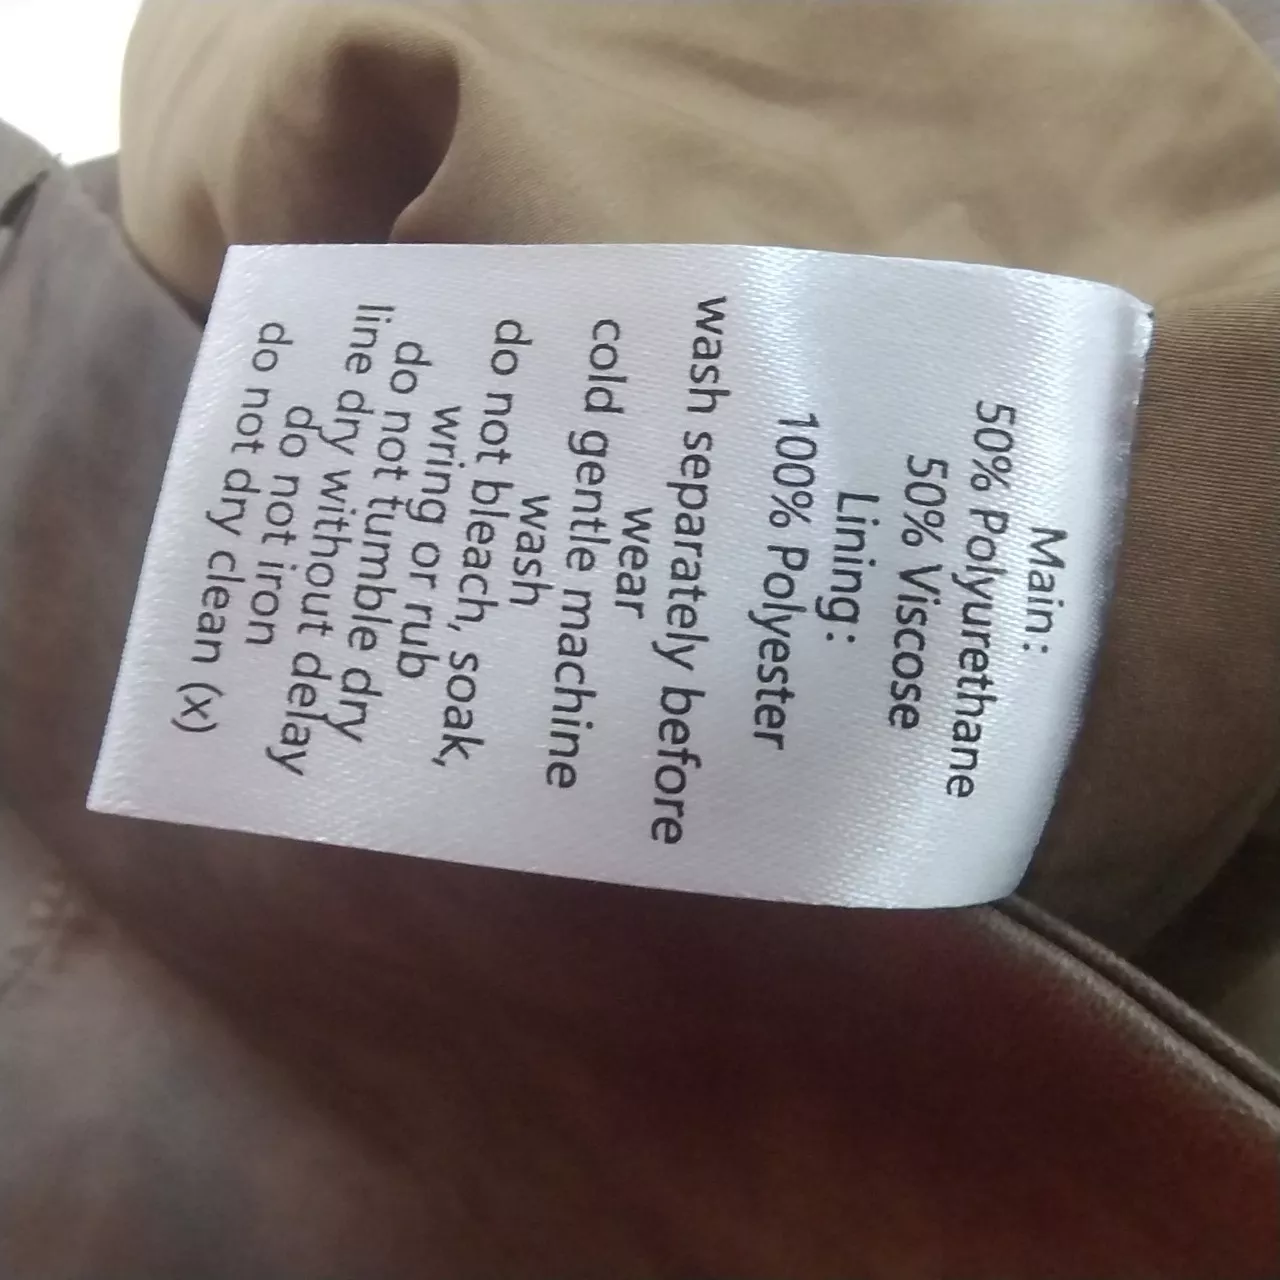 Main:
50% Polyurethane
50% Viscose
Lining:
100% Polyester
wash separately before
wear
cold gentle machine
wash
do not bleach, soak,
wring or rub
do not tumble dry
line dry without delay
do not iron
do not dry clean (x)